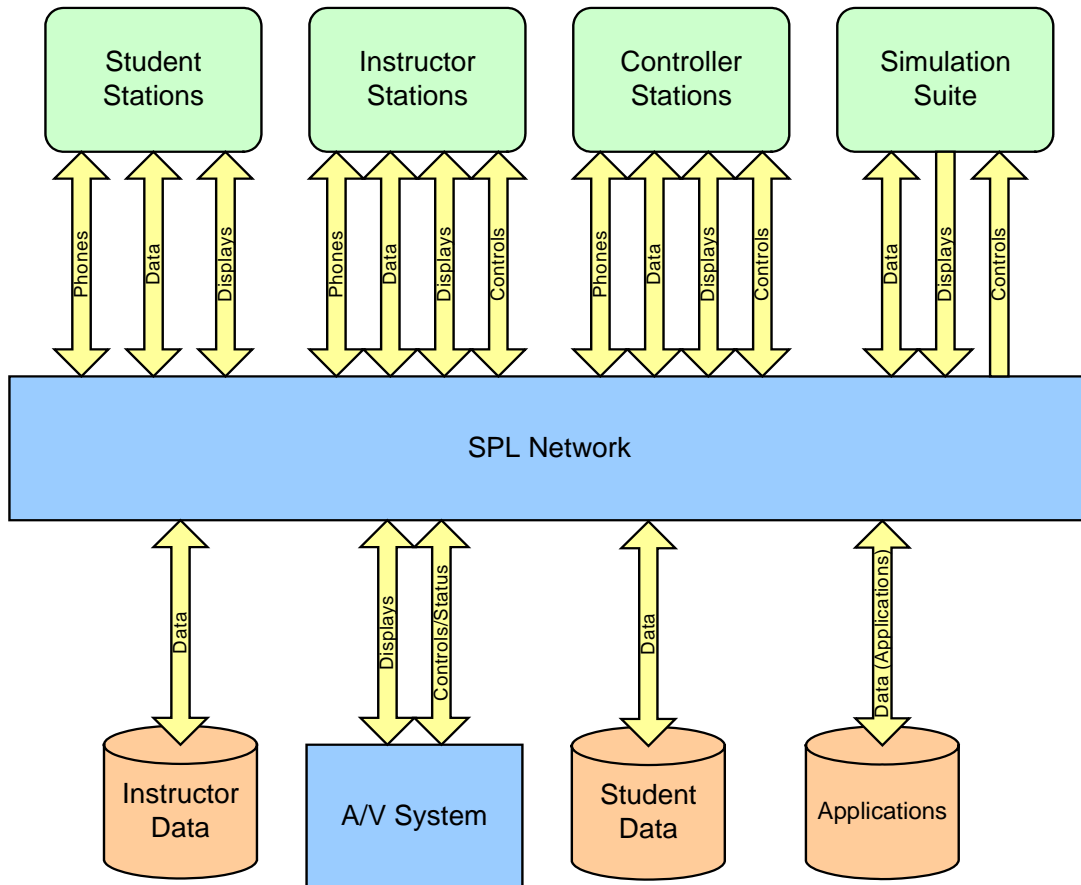 Student
Stations
Instructor
Stations
Controller
Stations
Simulation
Suite
Phones
Data
Displays
Phones
Data
Displays
Controls
Phones
Data
Displays
Controls
Data
Displays
Controls
SPL Network
Data
Displays
Controls/Status
Data
Data (Applications)
Instructor
Data
A/V System
Student
Data
Applications